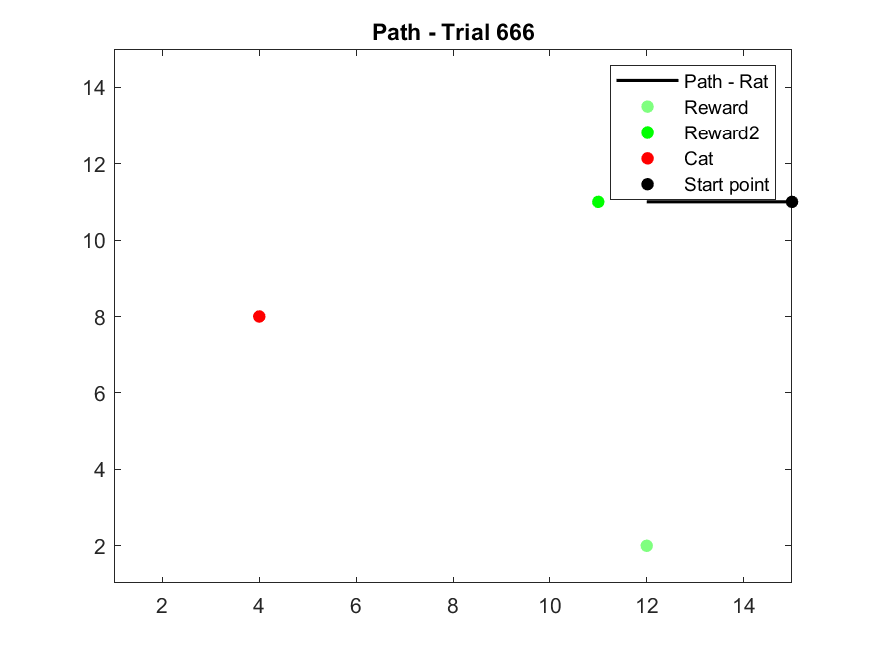 Path - Trial 666
Path - Rat
Reward
Reward2
Cat
Start point
14
12
10
8
6
4
2
2 4 6 8 10 12 14